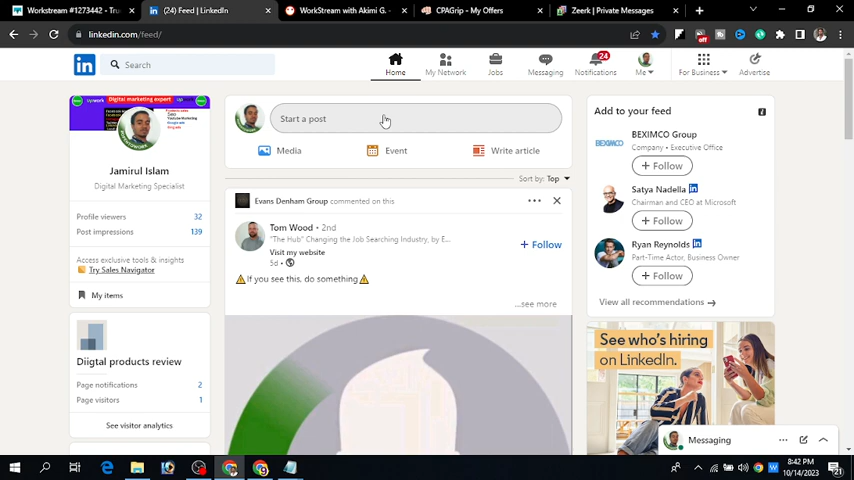 Workstream #1273442 - Tru
(24) Feed | LinkedIn
WorkStream with Akimi G. -
CPAGrip - My Offers
Zeerk | Private Messages
linkedin.com/feed/
off
in
Search
Home
My Network
Jobs
Messaging
24
Notifications
Me
For Business
Advertise
Digital marketing expert
Jamirul Islam
Digital Marketing Specialist
Profile viewers 32
Post impressions 139
Access exclusive tools & insights
Try Sales Navigator
My items
Diigtal products review
Page notifications 2
Page visitors 1
See visitor analytics
Start a post
Media
Event
Write article
Sort by: Top
Evans Denham Group commented on this
Tom Wood • 2nd
"The Hub" Changing the Job Searching Industry, by E...
Visit my website
5d •
+ Follow
If you see this, do something
...see more
Add to your feed
BEXIMCO
BEXIMCO Group
Company • Executive Office
+ Follow
Satya Nadella in
Chairman and CEO at Microsoft
+ Follow
Ryan Reynolds in
Part-Time Actor, Business Owner
+ Follow
View all recommendations →
See who's hiring
on LinkedIn.
Messaging
8:42 PM
10/14/2023
21